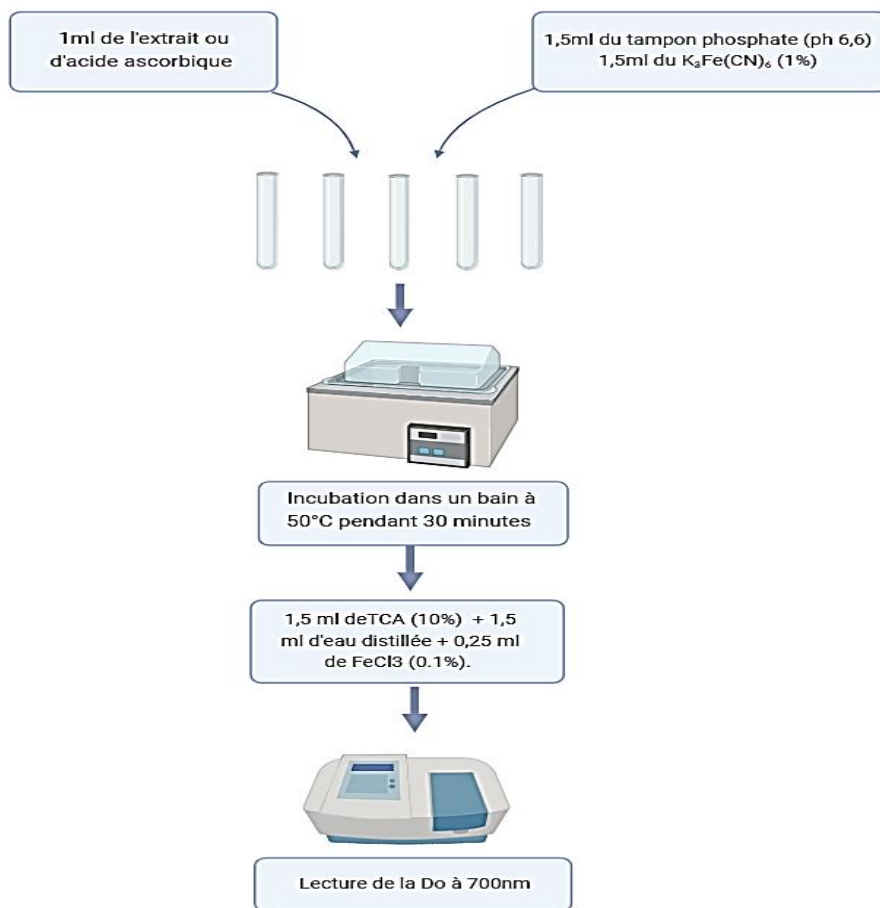 1ml de l'extrait ou
d'acide ascorbique
1,5ml du tampon phosphate (ph 6,6)
1,5ml du K₃Fe(CN)₆ (1%)
Incubation dans un bain à
50°C pendant 30 minutes
1,5 ml deTCA (10%) + 1,5
ml d'eau distillée + 0,25 ml
de FeCl3 (0.1%).
Lecture de la Do à 700nm